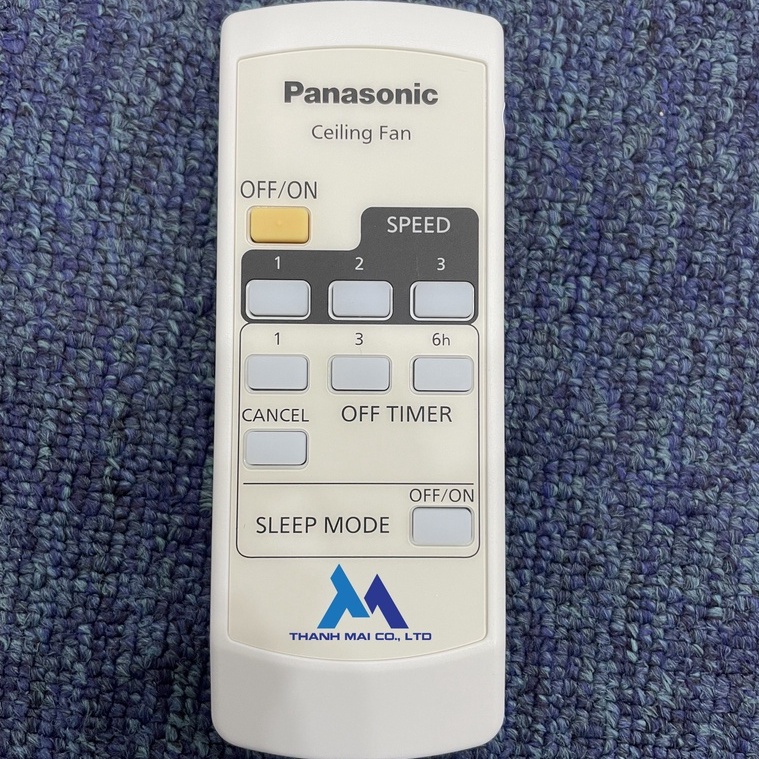 Panasonic
Ceiling Fan
OFF/ON
SPEED
1 2 3
1 3 6h
CANCEL OFF TIMER
OFF/ON
SLEEP MODE
THANH MAI CO., LTD